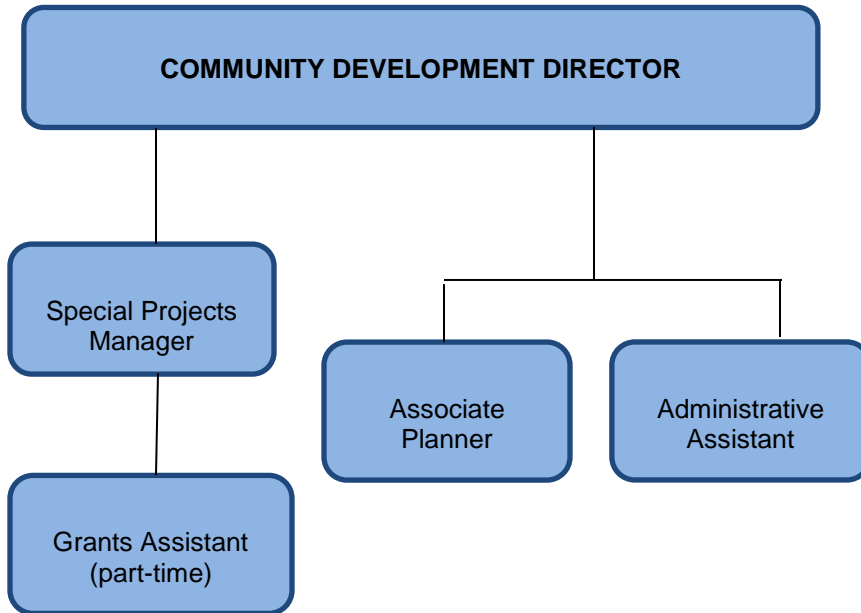 COMMUNITY DEVELOPMENT DIRECTOR
Special Projects
Manager
Associate
Planner
Administrative
Assistant
Grants Assistant
(part-time)